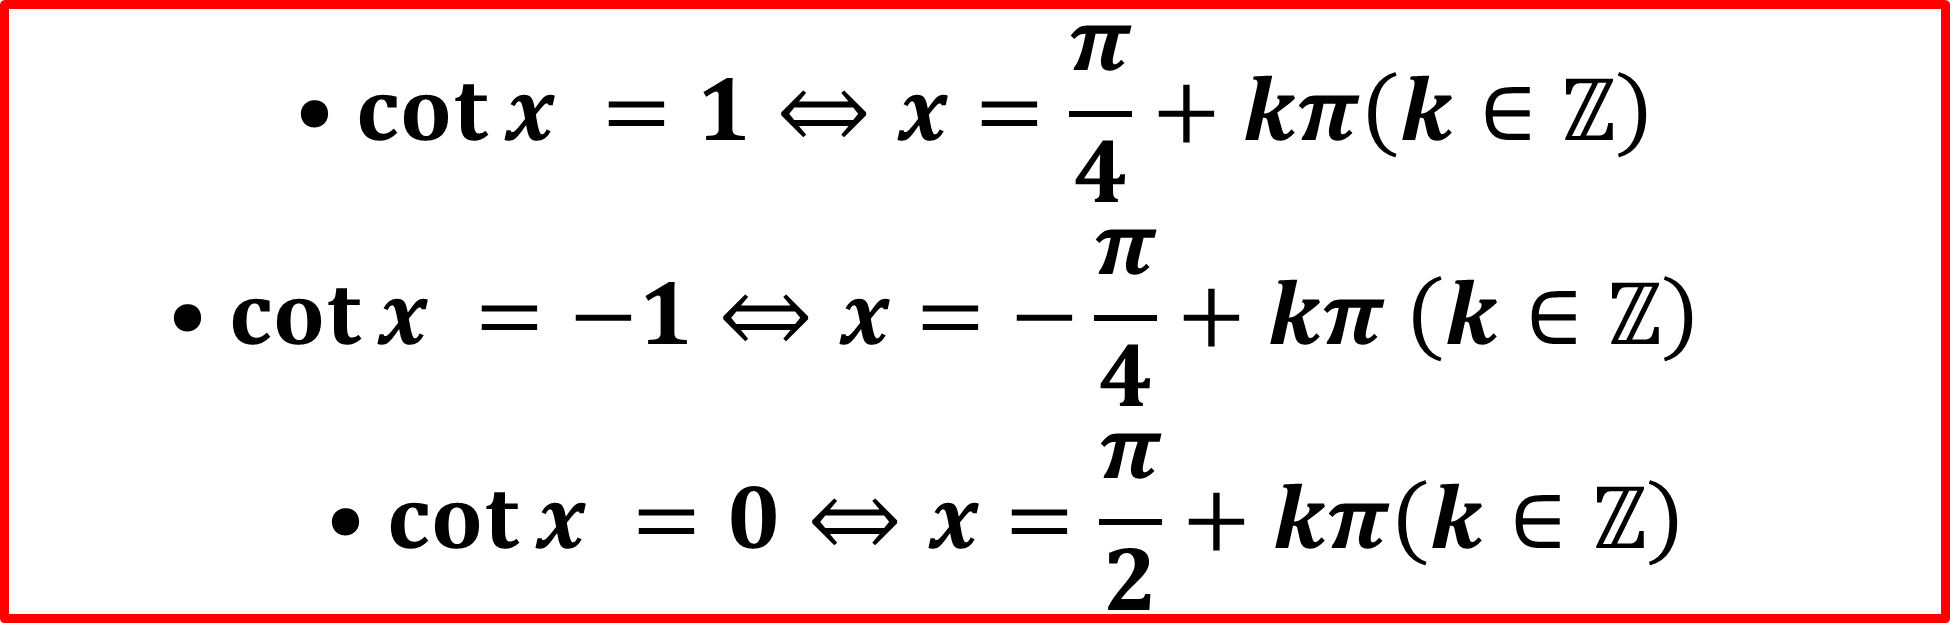 • cot x = 1 ⇔ x = π/4 + kπ(k ∈ ℤ)
• cot x = −1 ⇔ x = −π/4 + kπ (k ∈ ℤ)
• cot x = 0 ⇔ x = π/2 + kπ(k ∈ ℤ)